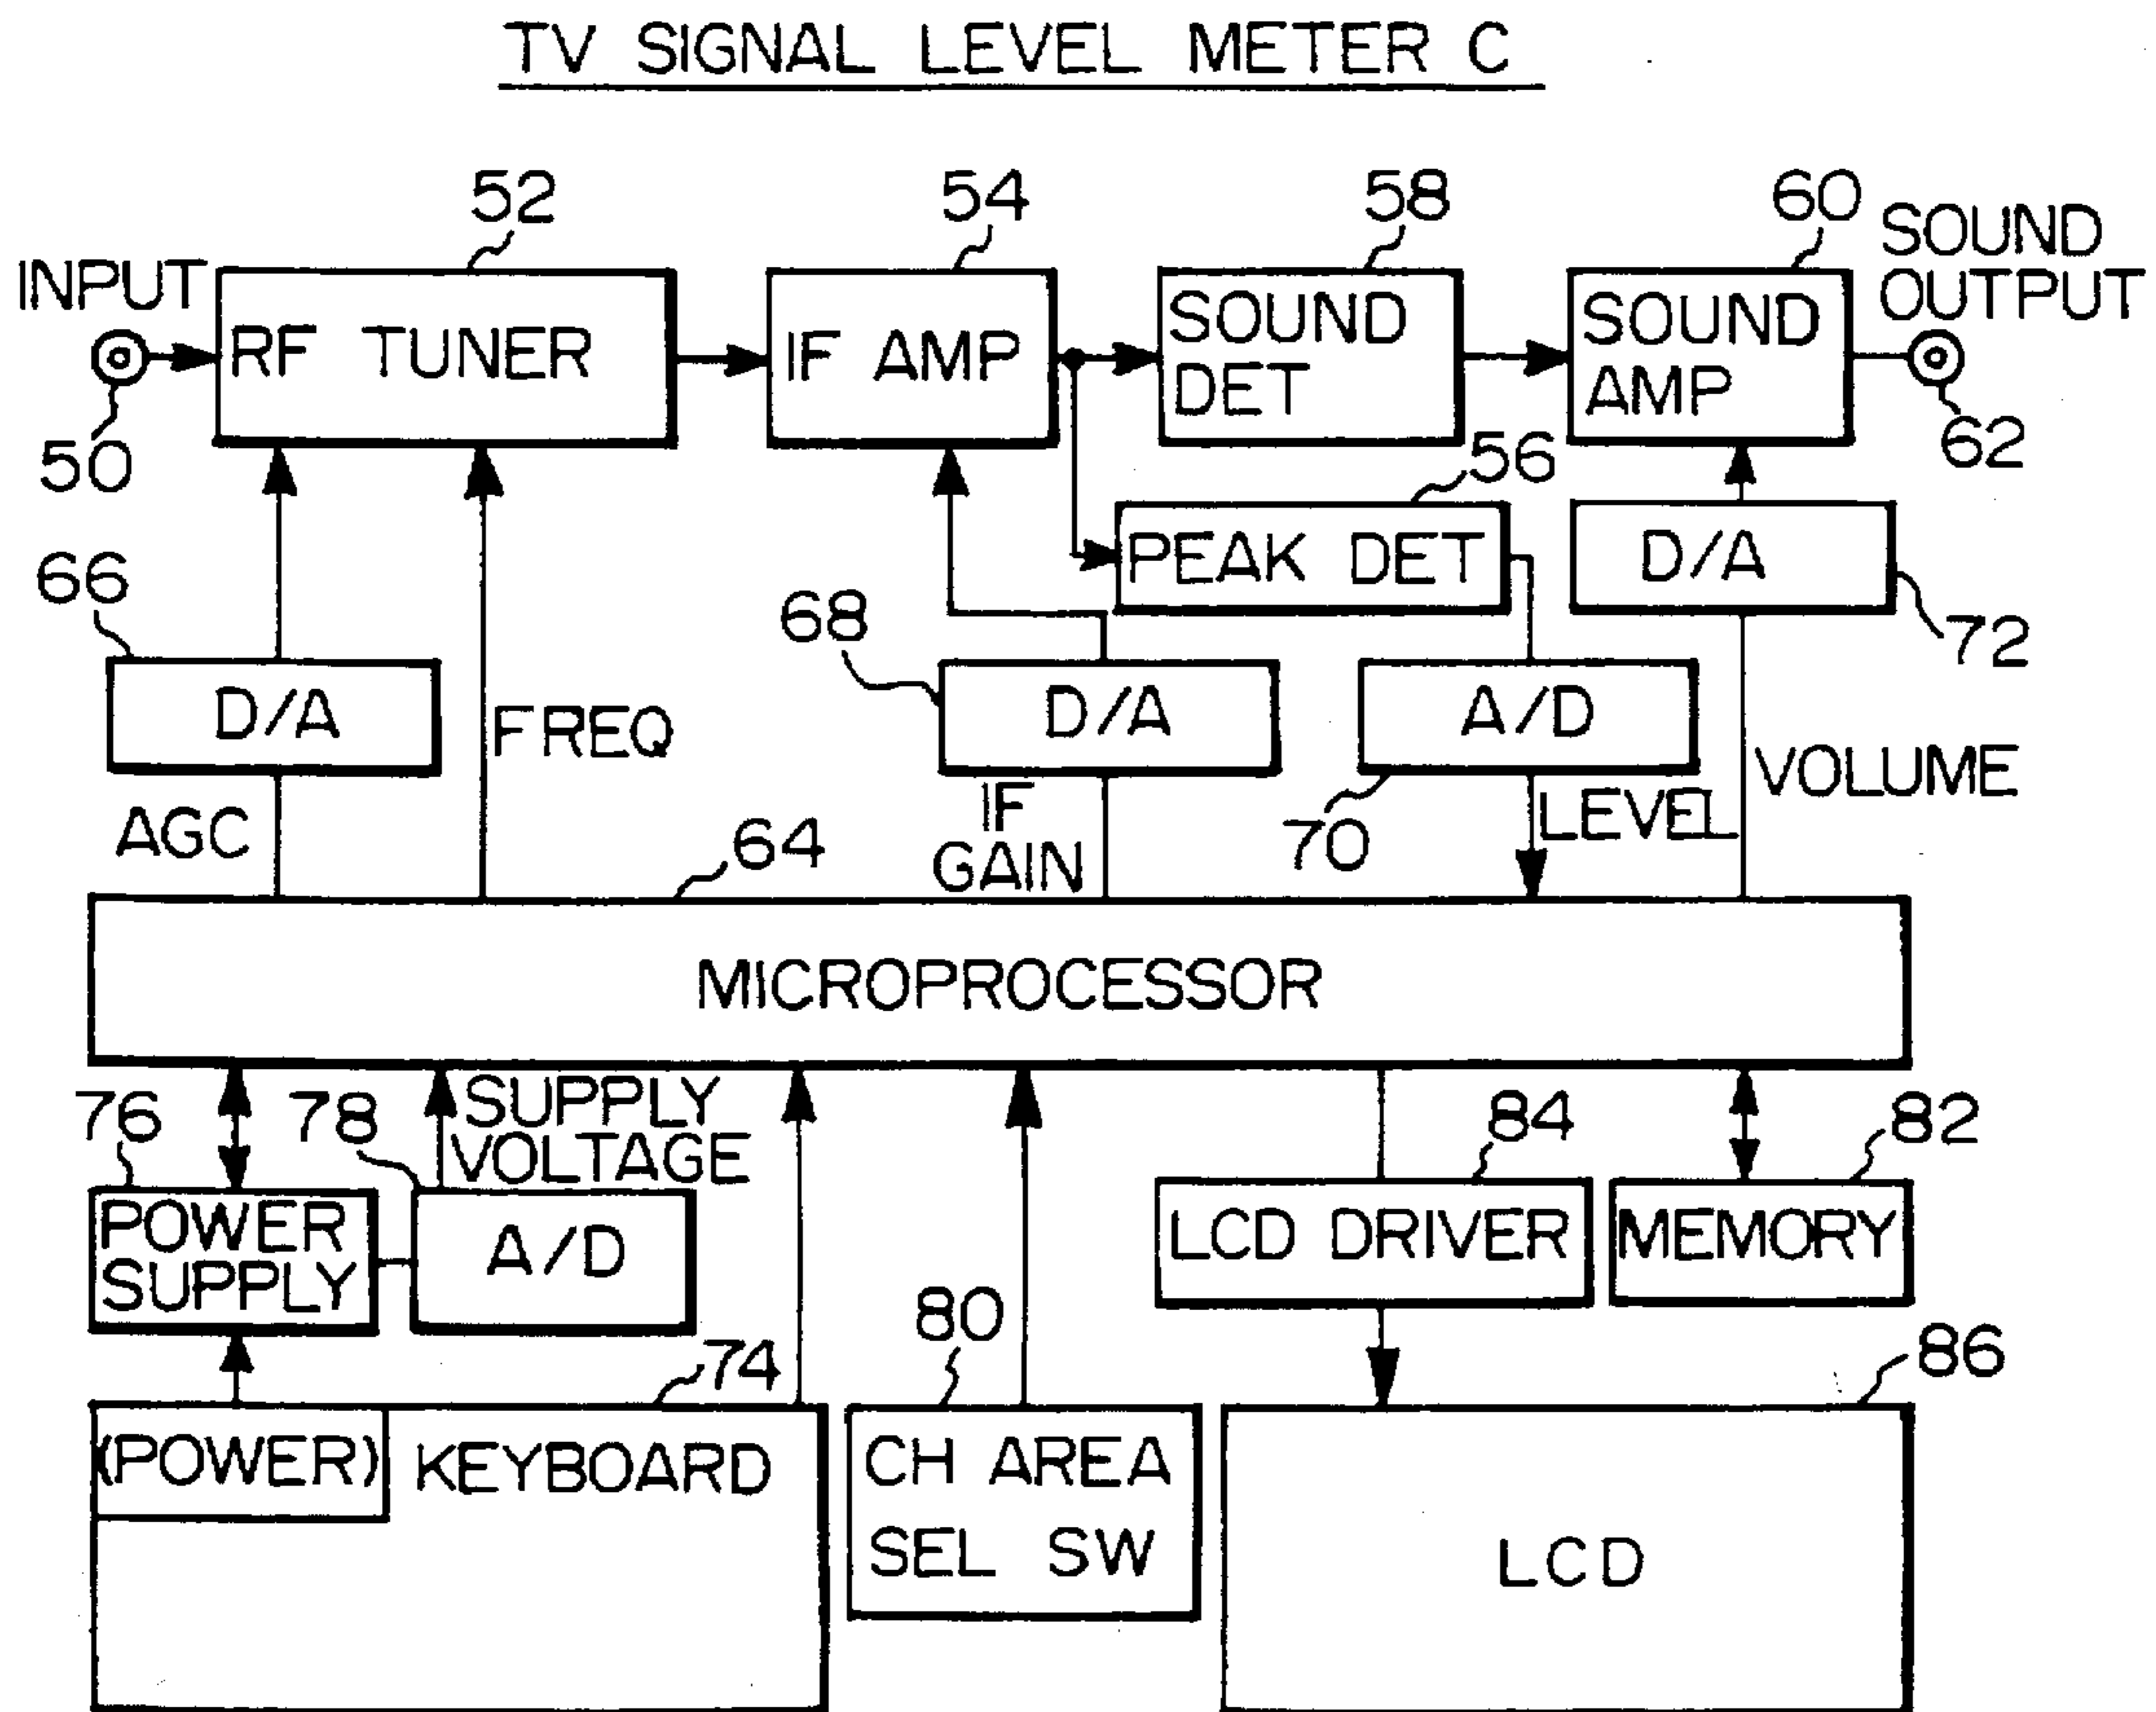 TV SIGNAL LEVEL METER C
52
54
58
60
SOUND
OUTPUT
INPUT
RF TUNER
IF AMP
SOUND
DET
SOUND
AMP
50
62
56
PEAK DET
D/A
66
68
72
D/A
FREQ
D/A
A/D
VOLUME
AGC
64
IF
GAIN
70
LEVEL
MICROPROCESSOR
76
78
SUPPLY
VOLTAGE
84
82
POWER
SUPPLY
A/D
LCD DRIVER
MEMORY
80
74
86
(POWER)
KEYBOARD
CH AREA
SEL SW
LCD